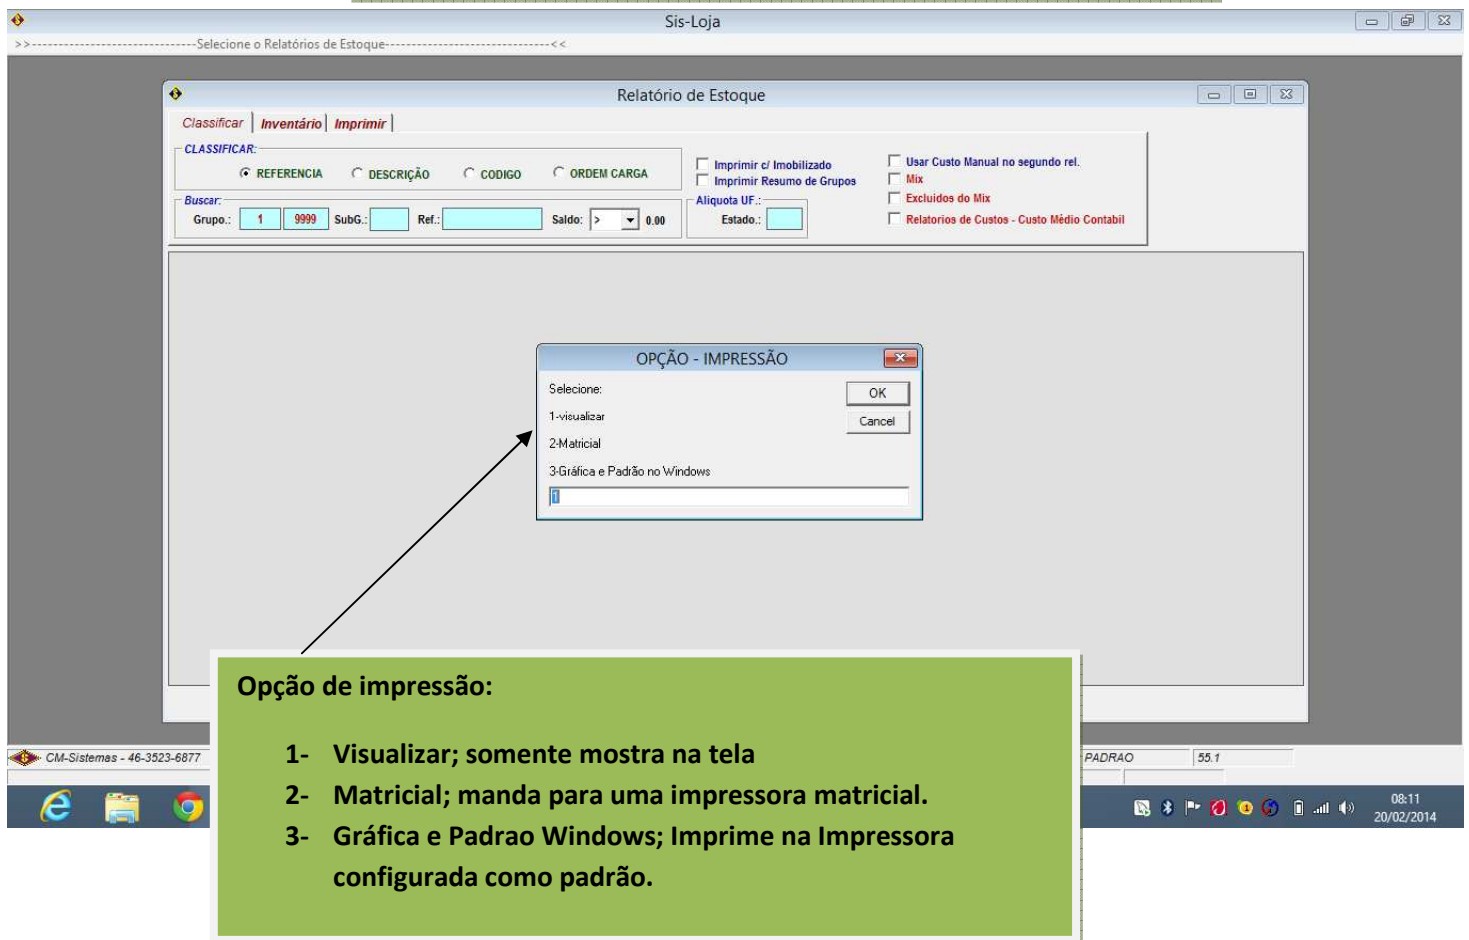 Sis-Loja
>>------------------------------Selecione o Relatórios de Estoque------------------------------<<
Relatório de Estoque
Classificar Inventário Imprimir
CLASSIFICAR:
REFERENCIA DESCRIÇÃO CODIGO ORDEM CARGA
Imprimir c/ Imobilizado
Imprimir Resumo de Grupos
Usar Custo Manual no segundo rel.
Mix
Excluidos do Mix
Relatorios de Custos - Custo Médio Contabil
Buscar:
Grupo.: 1 9999 SubG.: Ref.: Saldo: > 0.00
Aliquota UF.:
Estado.:
OPÇÃO - IMPRESSÃO
Selecione:
OK
1-visualizar
Cancel
2-Matricial
3-Gráfica e Padrão no Windows
1
Opção de impressão:
1- Visualizar; somente mostra na tela
2- Matricial; manda para uma impressora matricial.
3- Gráfica e Padrao Windows; Imprime na Impressora
configurada como padrão.
CM-Sistemas - 46-3523-6877
PADRAO 55.1
08:11
20/02/2014